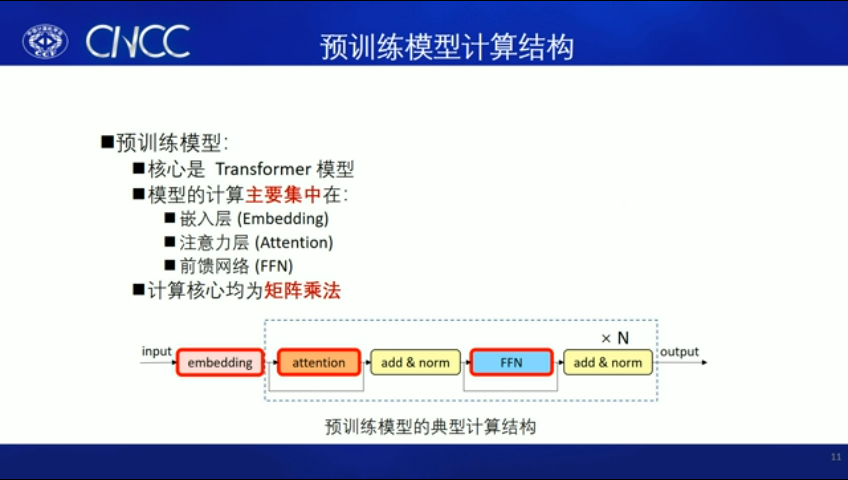 CNCC
预训练模型计算结构
预训练模型:
核心是 Transformer 模型
模型的计算主要集中在:
嵌入层 (Embedding)
注意力层 (Attention)
前馈网络 (FFN)
计算核心均为矩阵乘法
× N
input
embedding
attention
add & norm
FFN
add & norm
output
预训练模型的典型计算结构
11